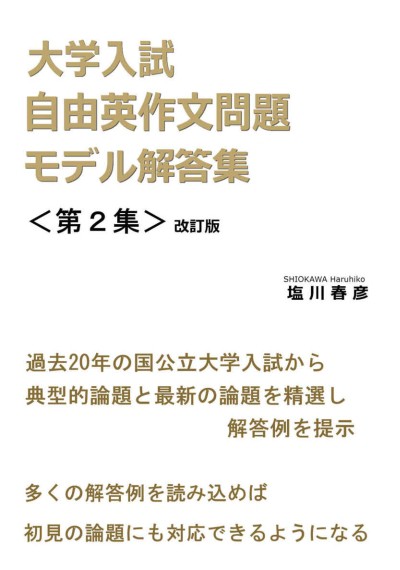 大学入試
自由英作文問題
モデル解答集
＜第２集＞ 改訂版
SHIOKAWA Haruhiko
塩川春彦
過去20年の国公立大学入試から
典型的論題と最新の論題を精選し
解答例を提示
多くの解答例を読み込めば
初見の論題にも対応できるようになる